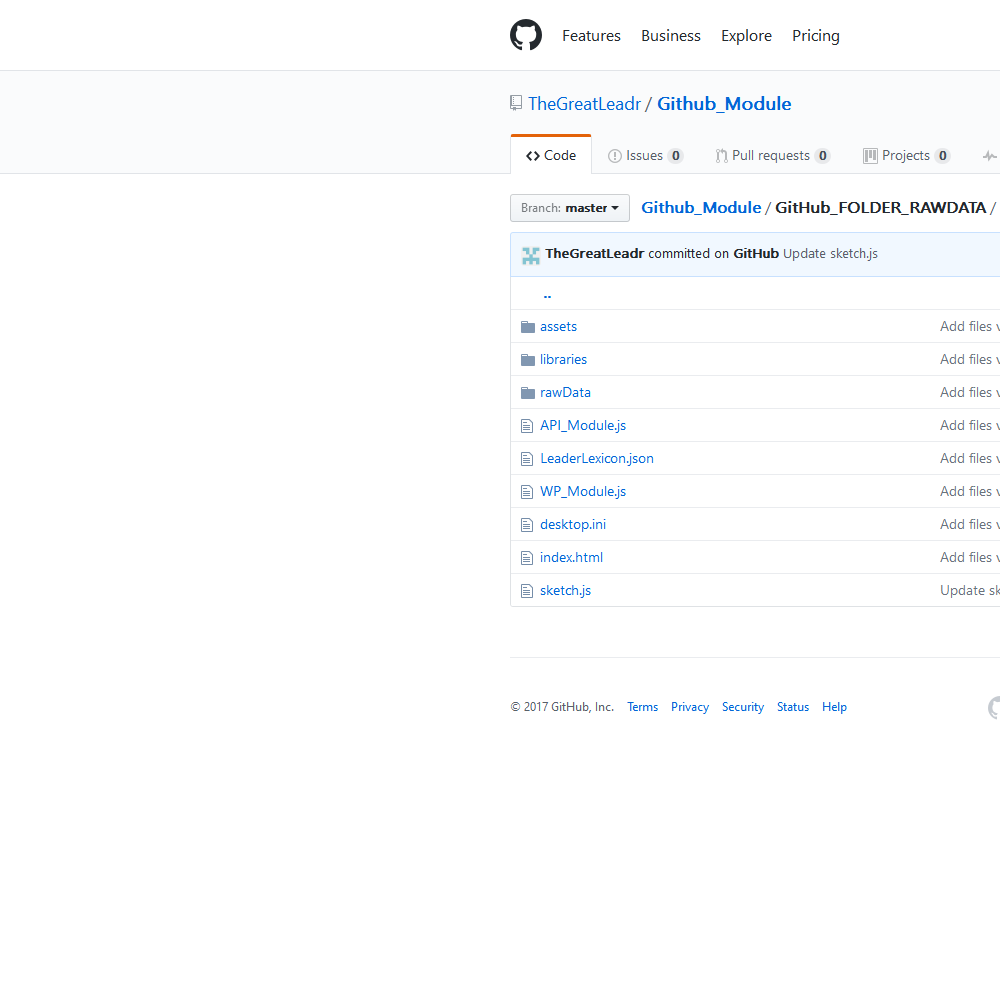 Features Business Explore Pricing
TheGreatLeadr / Github_Module
Code Issues 0 Pull requests 0 Projects 0
Branch: master Github_Module / GitHub_FOLDER_RAWDATA /
TheGreatLeadr committed on GitHub Update sketch.js
..
assets Add files
libraries Add files
rawData Add files
API_Module.js Add files
LeaderLexicon.json Add files
WP_Module.js Add files
desktop.ini Add files
index.html Add files
sketch.js Update
© 2017 GitHub, Inc. Terms Privacy Security Status Help